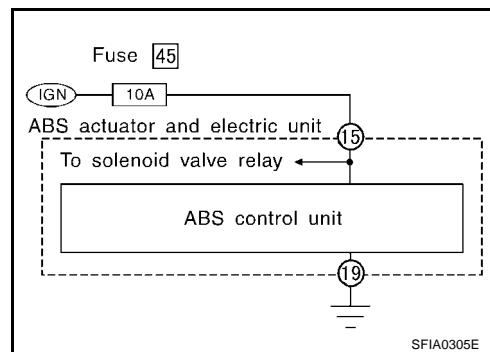 Fuse 45
IGN 10A
ABS actuator and electric unit 15
To solenoid valve relay
ABS control unit
19
SFIA0305E